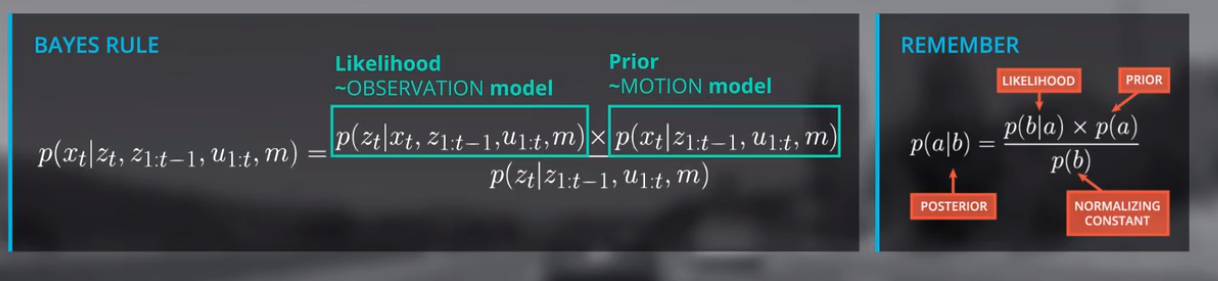 BAYES RULE
Likelihood
~OBSERVATION model
Prior
~MOTION model
p(x_t|z_t, z_{1:t−1}, u_{1:t}, m) = \frac{p(z_t|x_t, z_{1:t−1}, u_{1:t}, m) × p(x_t|z_{1:t−1}, u_{1:t}, m)}{p(z_t|z_{1:t−1}, u_{1:t}, m)}
REMEMBER
LIKELIHOOD
PRIOR
p(a|b) = \frac{p(b|a) × p(a)}{p(b)}
POSTERIOR
NORMALIZING
CONSTANT